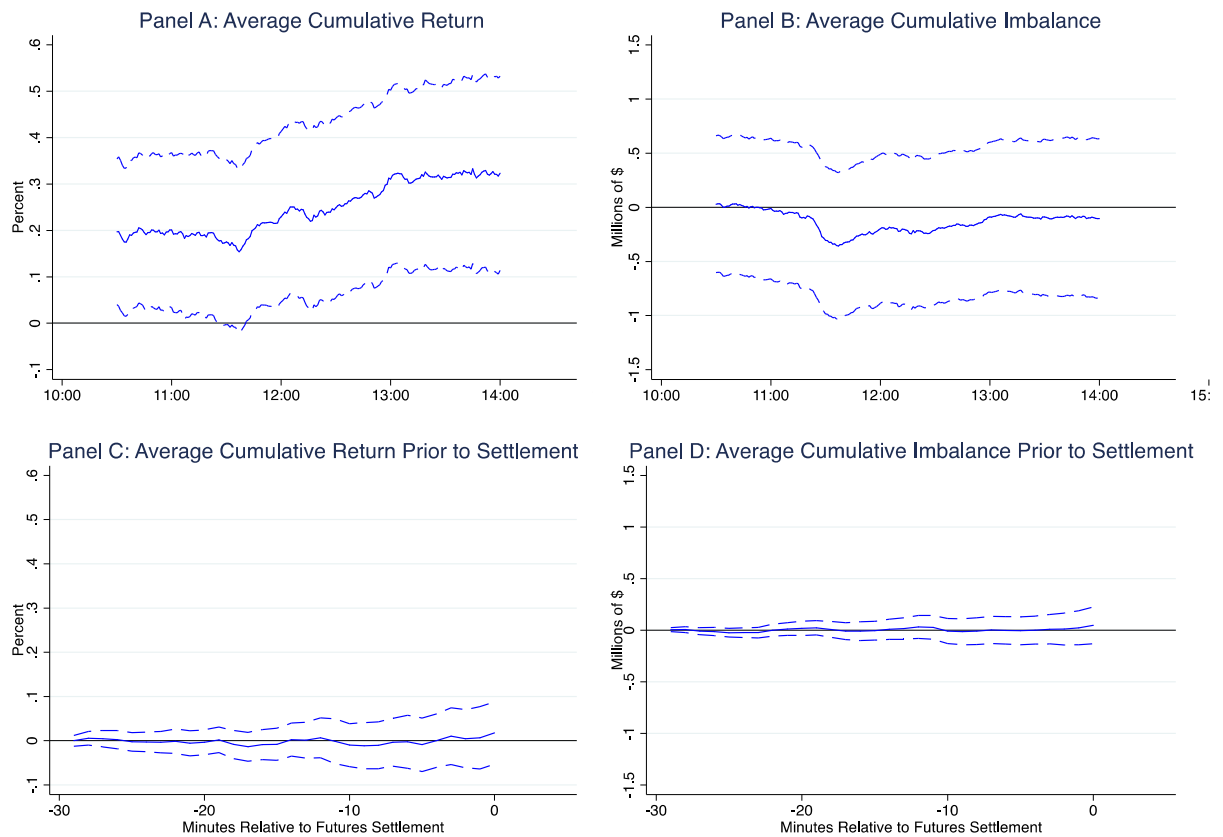 Panel A: Average Cumulative Return
Percent
.6
.5
.4
.3
.2
.1
0
-.1
10:00 11:00 12:00 13:00 14:00
Panel B: Average Cumulative Imbalance
Millions of $
1.5
1
.5
0
-.5
-1
-1.5
10:00 11:00 12:00 13:00 14:00 15:
Panel C: Average Cumulative Return Prior to Settlement
Percent
.6
.5
.4
.3
.2
.1
0
-.1
-30 -20 -10 0
Minutes Relative to Futures Settlement
Panel D: Average Cumulative Imbalance Prior to Settlement
Millions of $
1.5
1
.5
0
-.5
-1
-1.5
-30 -20 -10 0
Minutes Relative to Futures Settlement